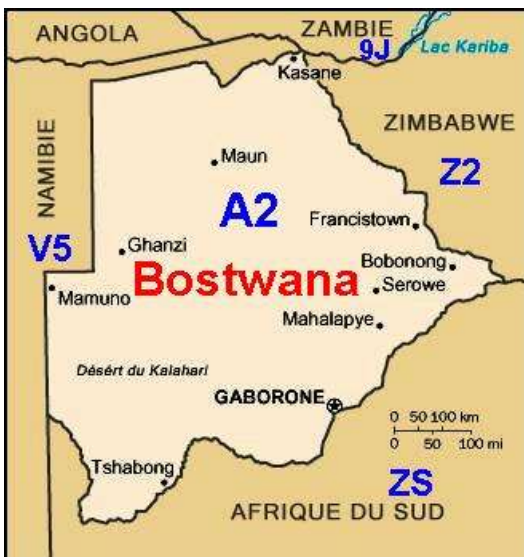 ANGOLA
ZAMBIE
9J
Lac Kariba
Kasane
ZIMBABWE
NAMIBIE
Maun
Z2
A2
Francistown
V5
Ghanzi
Bobonong
Bostwana
Mamuno
Serowe
Mahalapye
Désért du Kalahari
GABORONE
0 50 100 km
0 50 100 mi
Tshabong
ZS
AFRIQUE DU SUD